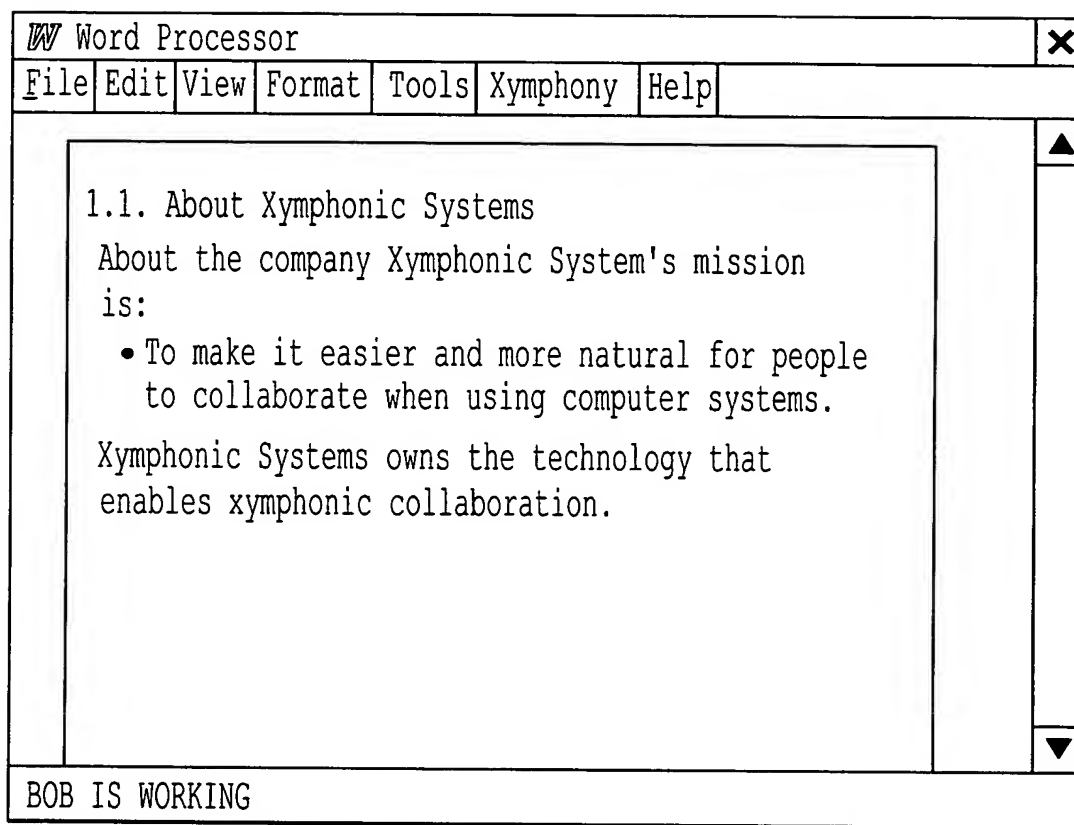 W Word Processor
File Edit View Format Tools Xymphony Help
1.1. About Xymphonic Systems
About the company Xymphonic System's mission
is:
• To make it easier and more natural for people
to collaborate when using computer systems.
Xymphonic Systems owns the technology that
enables xymphonic collaboration.
BOB IS WORKING